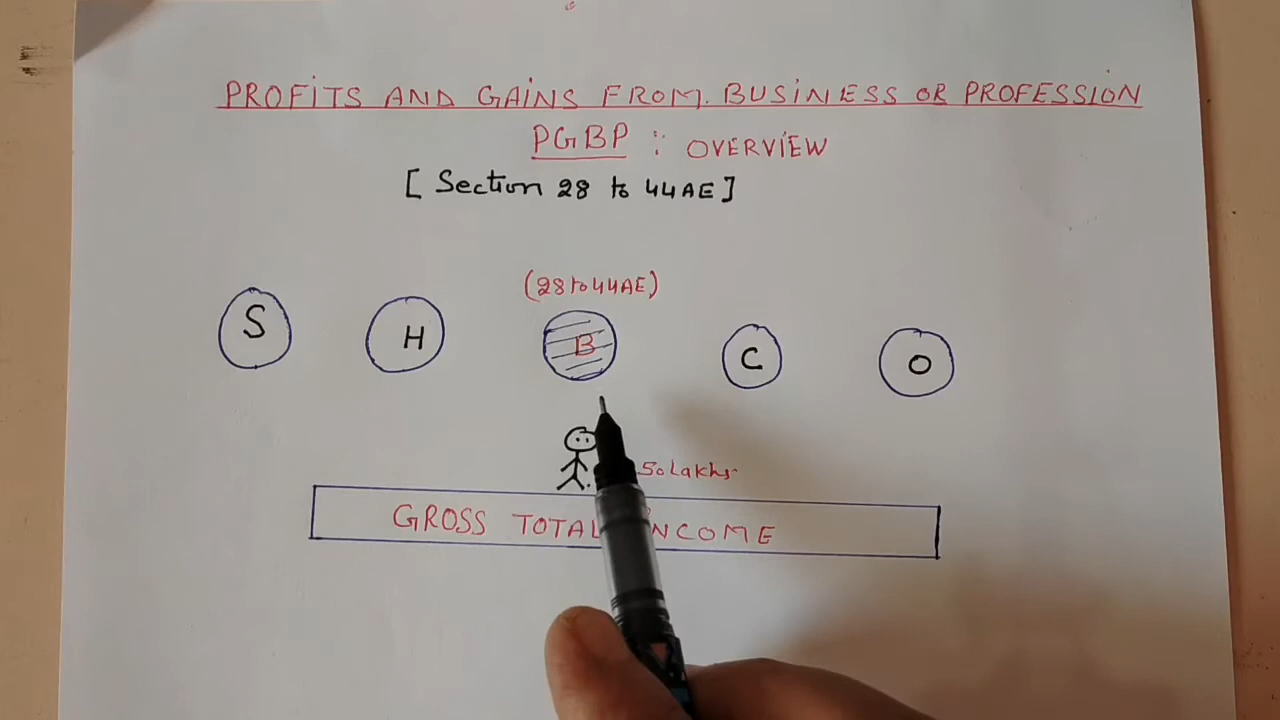 PROFITS AND GAINS FROM BUSINESS OR PROFESSION
PGBP : OVERVIEW
[ Section 28 to 44AE ]
(28 to 44AE)
S H B C O
50 Lakhs
GROSS TOTAL INCOME